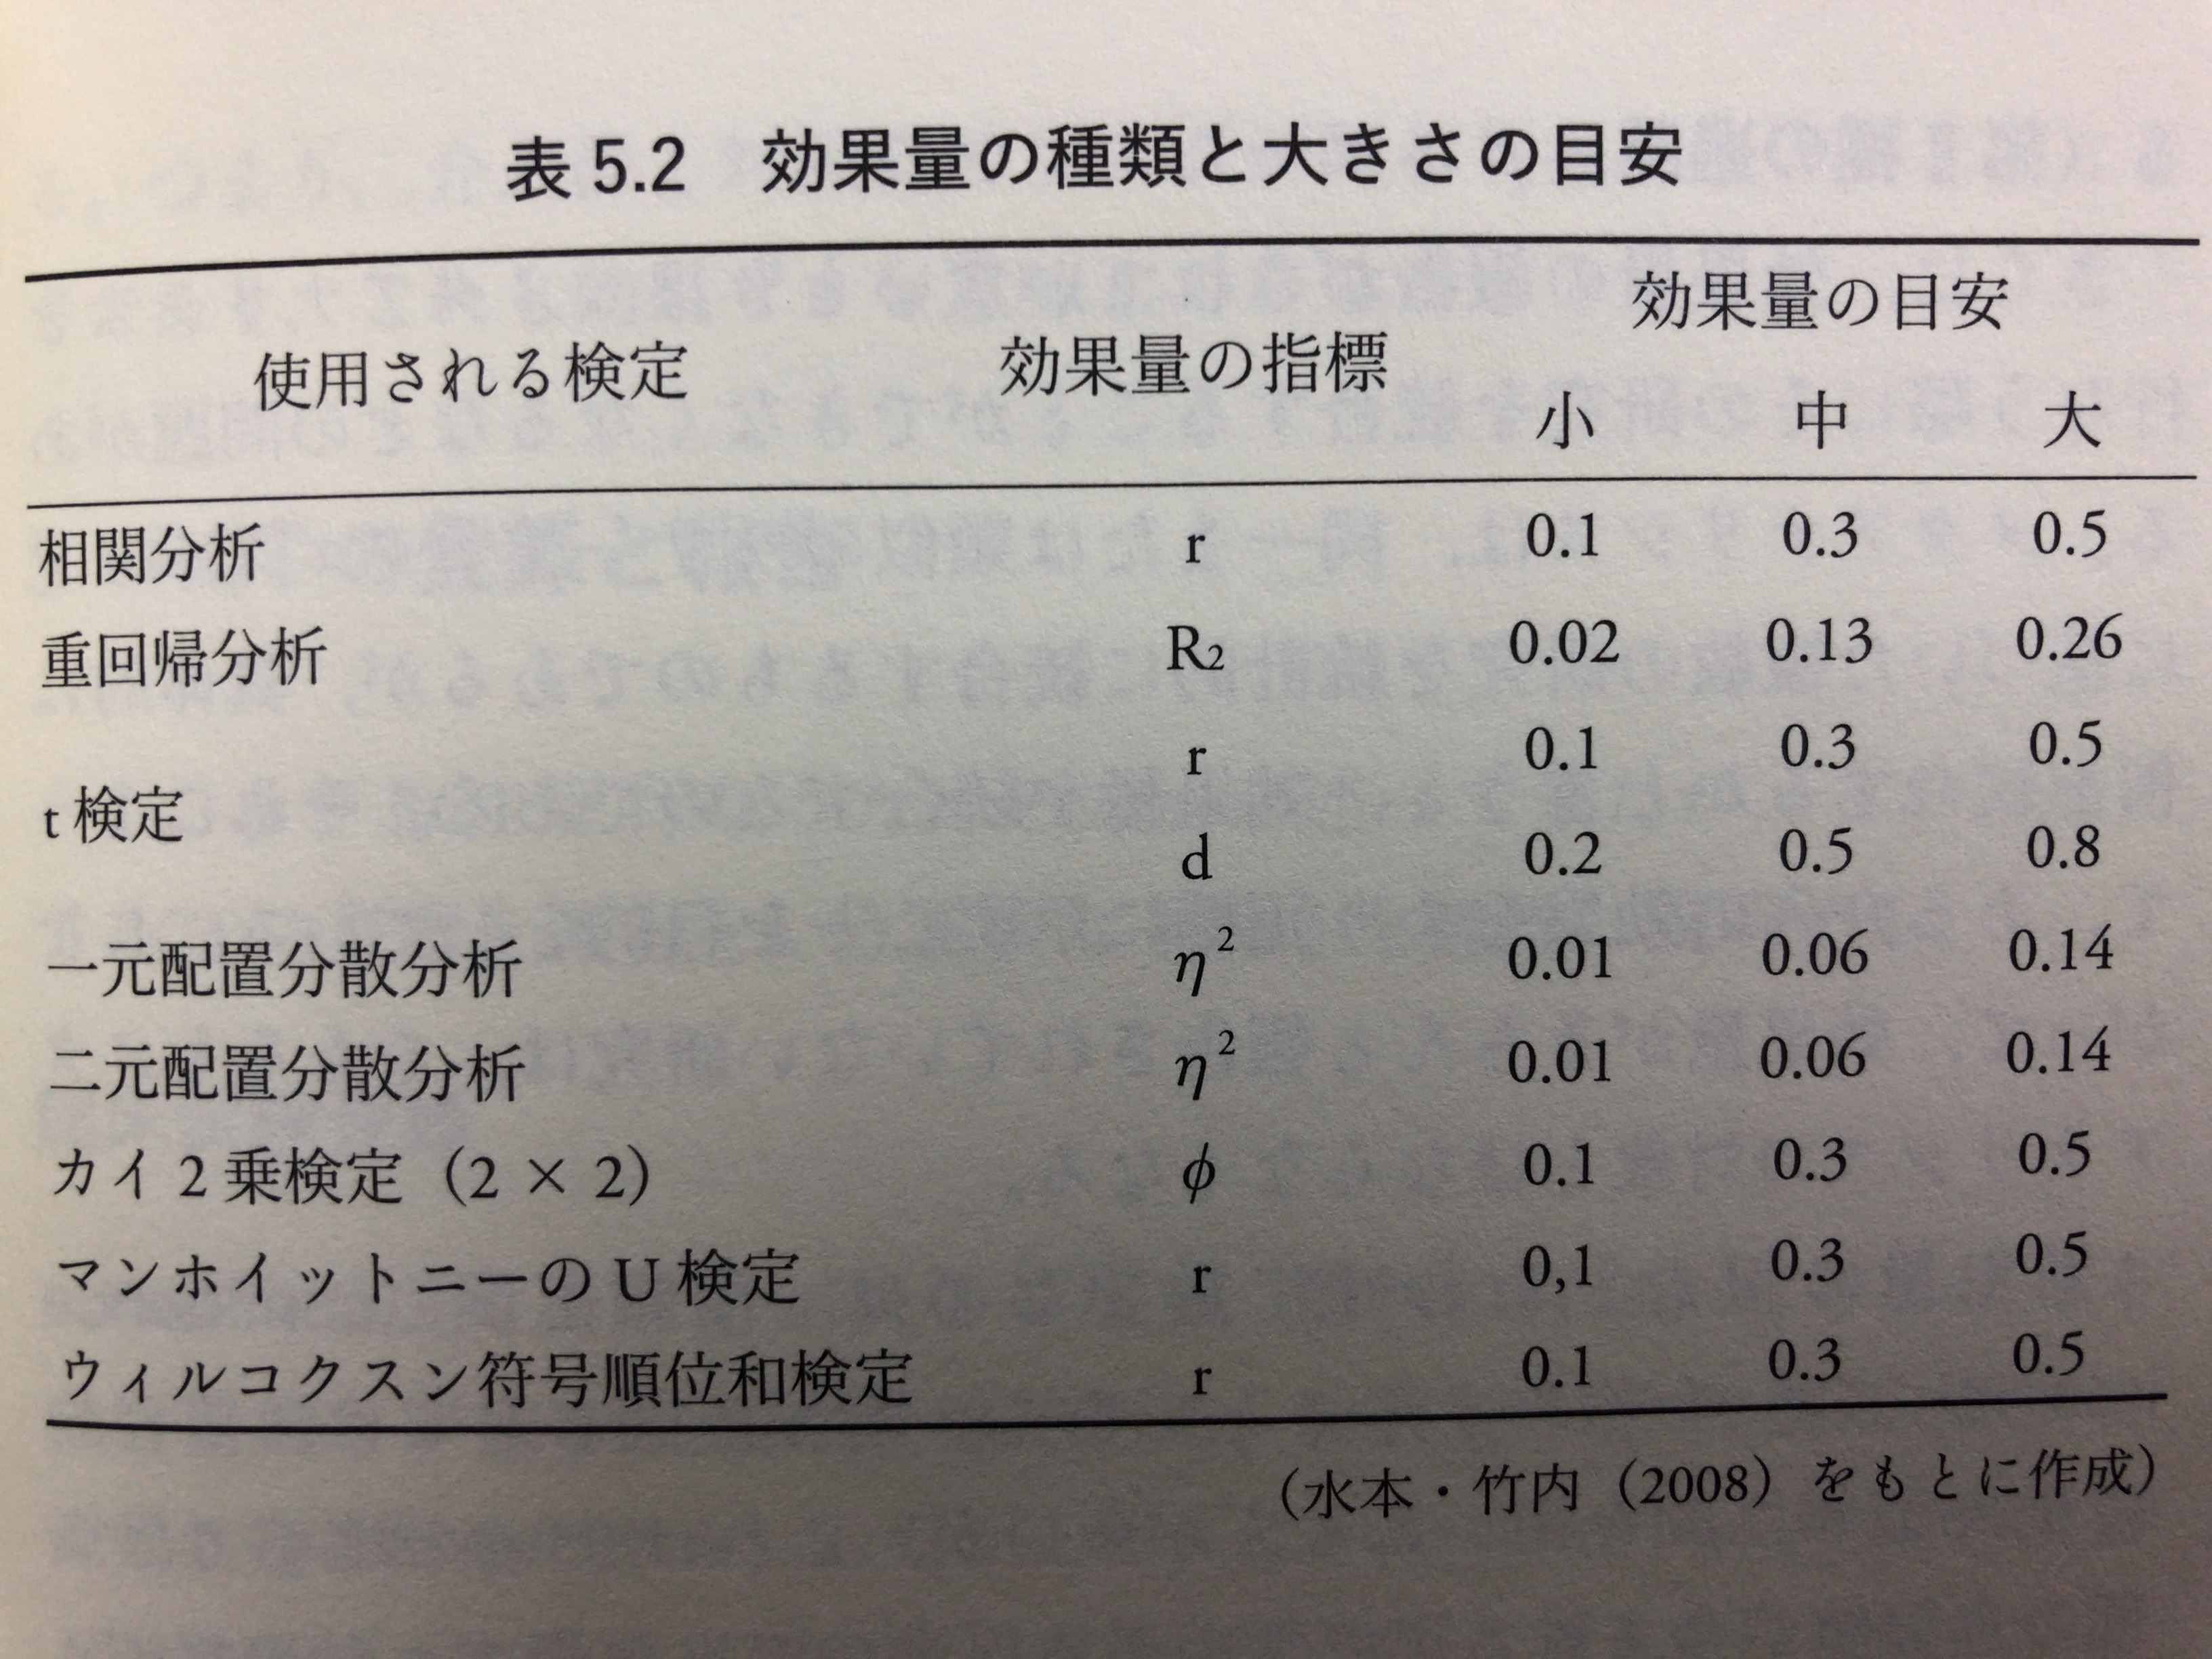 表 5.2 効果量の種類と大きさの目安
使用される検定 効果量の指標 効果量の目安
小 中 大
相関分析 r 0.1 0.3 0.5
重回帰分析 R₂ 0.02 0.13 0.26
t 検定 r 0.1 0.3 0.5
d 0.2 0.5 0.8
一元配置分散分析 η² 0.01 0.06 0.14
二元配置分散分析 η² 0.01 0.06 0.14
カイ 2 乗検定（2 × 2） ϕ 0.1 0.3 0.5
マンホイットニーの U 検定 r 0,1 0.3 0.5
ウィルコクスン符号順位和検定 r 0.1 0.3 0.5
（水本・竹内（2008）をもとに作成）